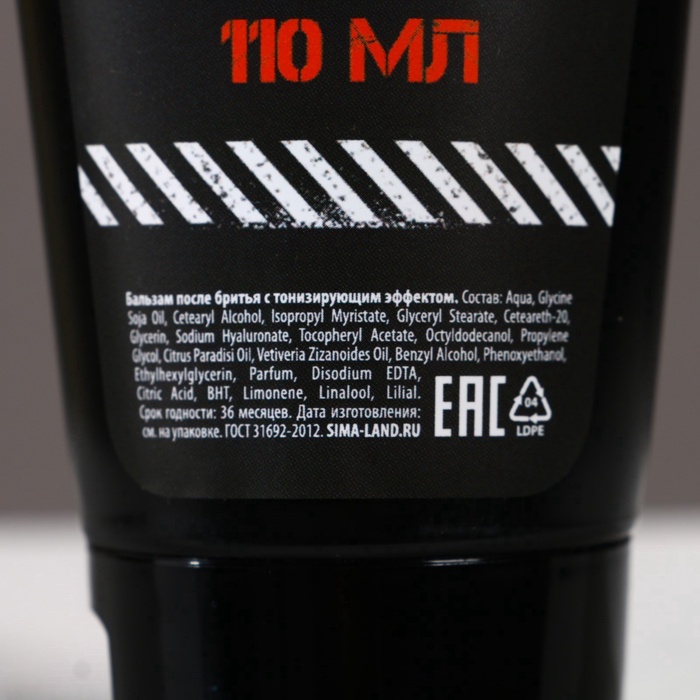 110 МЛ
Бальзам после бритья с тонизирующим эффектом. Состав: Aqua, Glycine
Soja Oil, Cetearyl Alcohol, Isopropyl Myristate, Glyceryl Stearate, Ceteareth-20,
Glycerin, Sodium Hyaluronate, Tocopheryl Acetate, Octyldodecanol, Propylene
Glycol, Citrus Paradisi Oil, Vetiveria Zizanoides Oil, Benzyl Alcohol, Phenoxyethanol,
Ethylhexylglycerin, Parfum, Disodium EDTA,
Citric Acid, BHT, Limonene, Linalool, Lilial.
Срок годности: 36 месяцев. Дата изготовления:
см. на упаковке. ГОСТ 31692-2012. SIMA-LAND.RU
EAC
04
LDPE